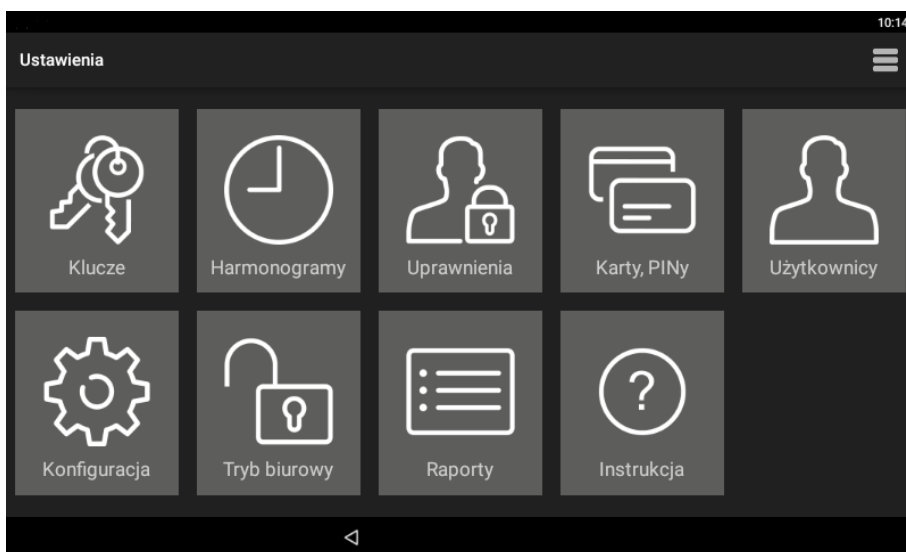 10:14
Ustawienia
Klucze
Harmonogramy
Uprawnienia
Karty, PINy
Użytkownicy
Konfiguracja
Tryb biurowy
Raporty
?
Instrukcja